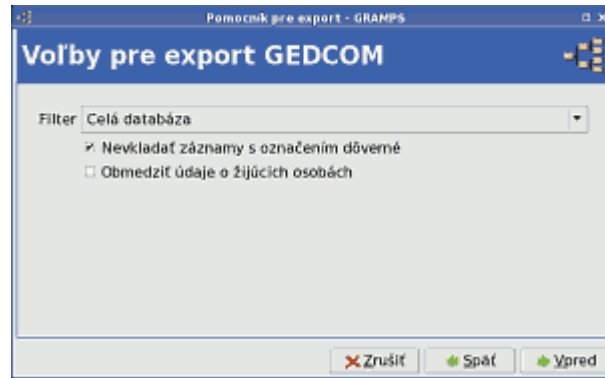 Pomocník pre export - GRAMPS
Voľby pre export GEDCOM
Filter Celá databáza
Nevkladať záznamy s označením dôverné
Obmedziť údaje o žijúcich osobách
Zrušiť Späť Vpred